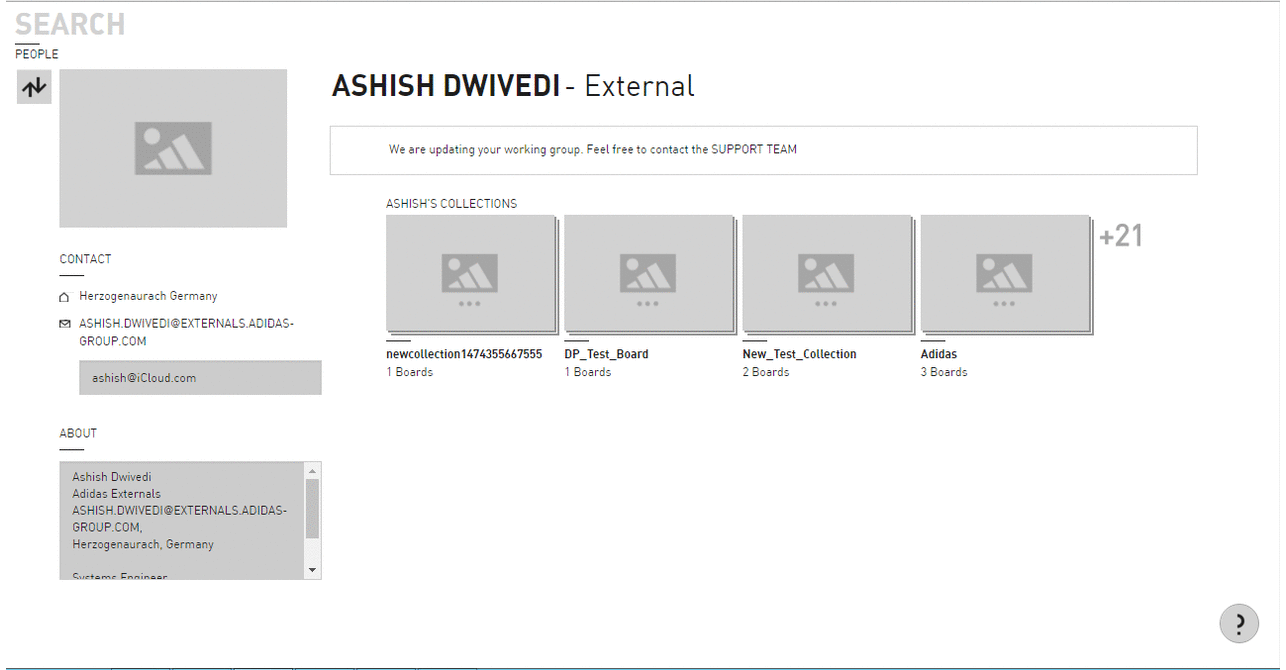 SEARCH
PEOPLE
ASHISH DWIVEDI - External
We are updating your working group. Feel free to contact the SUPPORT TEAM
ASHISH'S COLLECTIONS
+21
newcollection1474355667555
1 Boards
DP_Test_Board
1 Boards
New_Test_Collection
2 Boards
Adidas
3 Boards
CONTACT
Herzogenaurach Germany
ASHISH.DWIVEDI@EXTERNALS.ADIDAS-
GROUP.COM
ashish@iCloud.com
ABOUT
Ashish Dwivedi
Adidas Externals
ASHISH.DWIVEDI@EXTERNALS.ADIDAS-
GROUP.COM,
Herzogenaurach, Germany
Systems Engineer
?